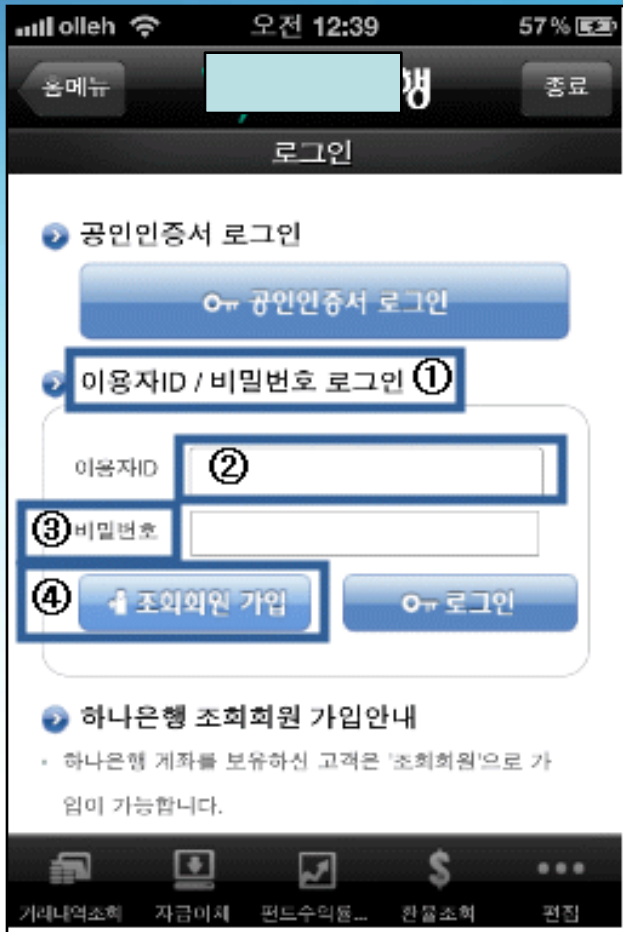 olleh 오전 12:39 57%
홈메뉴 행 종료
로그인
공인인증서 로그인
공인인증서 로그인
이용자ID / 비밀번호 로그인 ①
이용자ID ②
③ 비밀번호
④ 조회회원 가입 로그인
하나은행 조회회원 가입안내
• 하나은행 계좌를 보유하신 고객은 '조회회원'으로 가
입이 가능합니다.
거래내역조회 자금이체 펀드수익률... 환율조회 편집